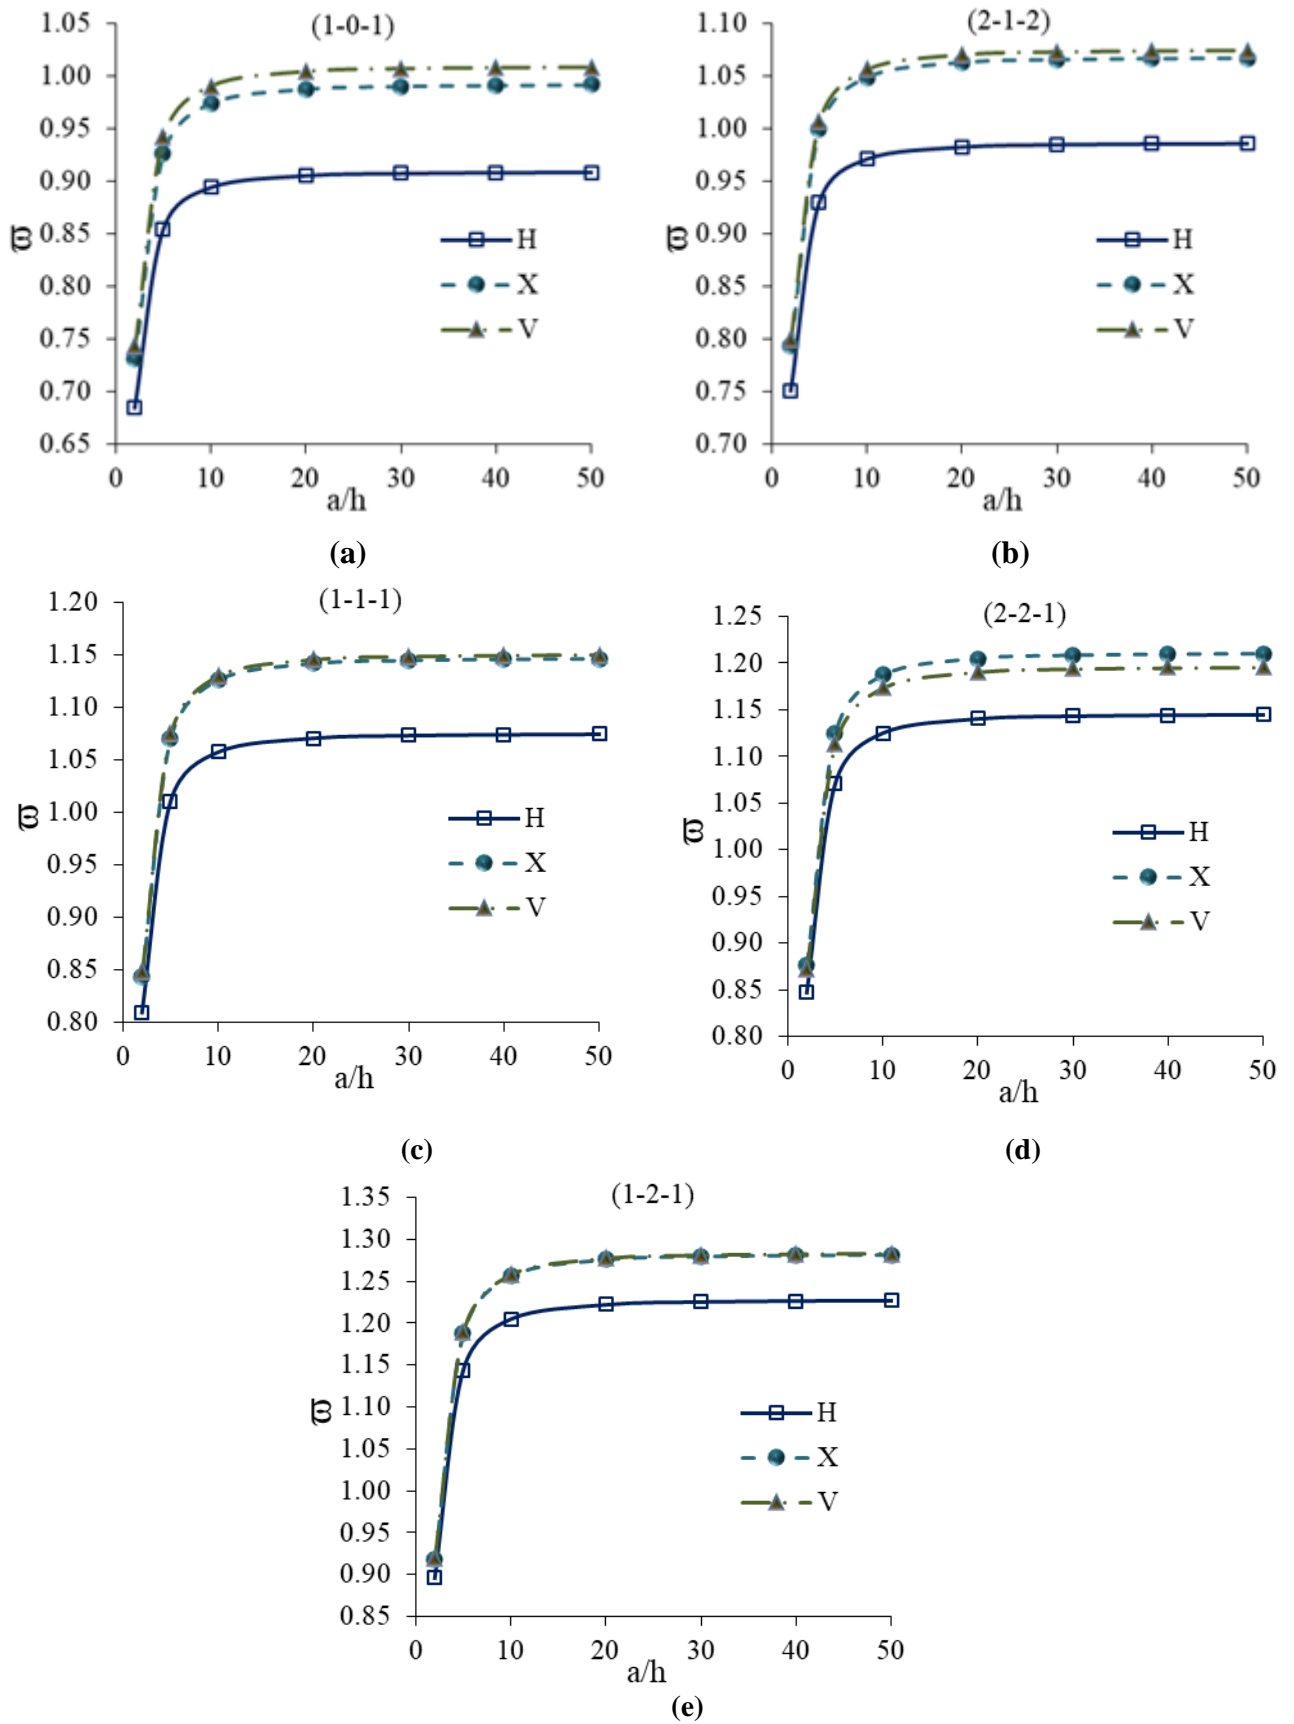 (1-0-1)
1.05
1.00
0.95
0.90
0.85
0.80
0.75
0.70
0.65
ϖ
H
X
V
0 10 20 30 40 50
a/h
(a)
(2-1-2)
1.10
1.05
1.00
0.95
0.90
0.85
0.80
0.75
0.70
ϖ
H
X
V
0 10 20 30 40 50
a/h
(b)
(1-1-1)
1.20
1.15
1.10
1.05
1.00
0.95
0.90
0.85
0.80
ϖ
H
X
V
0 10 20 30 40 50
a/h
(c)
(2-2-1)
1.25
1.20
1.15
1.10
1.05
1.00
0.95
0.90
0.85
0.80
ϖ
H
X
V
0 10 20 30 40 50
a/h
(d)
(1-2-1)
1.35
1.30
1.25
1.20
1.15
1.10
1.05
1.00
0.95
0.90
0.85
ϖ
H
X
V
0 10 20 30 40 50
a/h
(e)